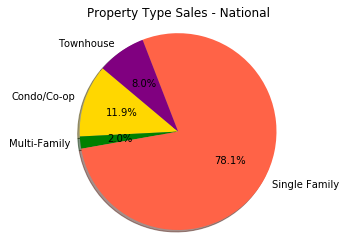 Property Type Sales - National
Townhouse
8.0%
Condo/Co-op
11.9%
Multi-Family
2.0%
78.1%
Single Family